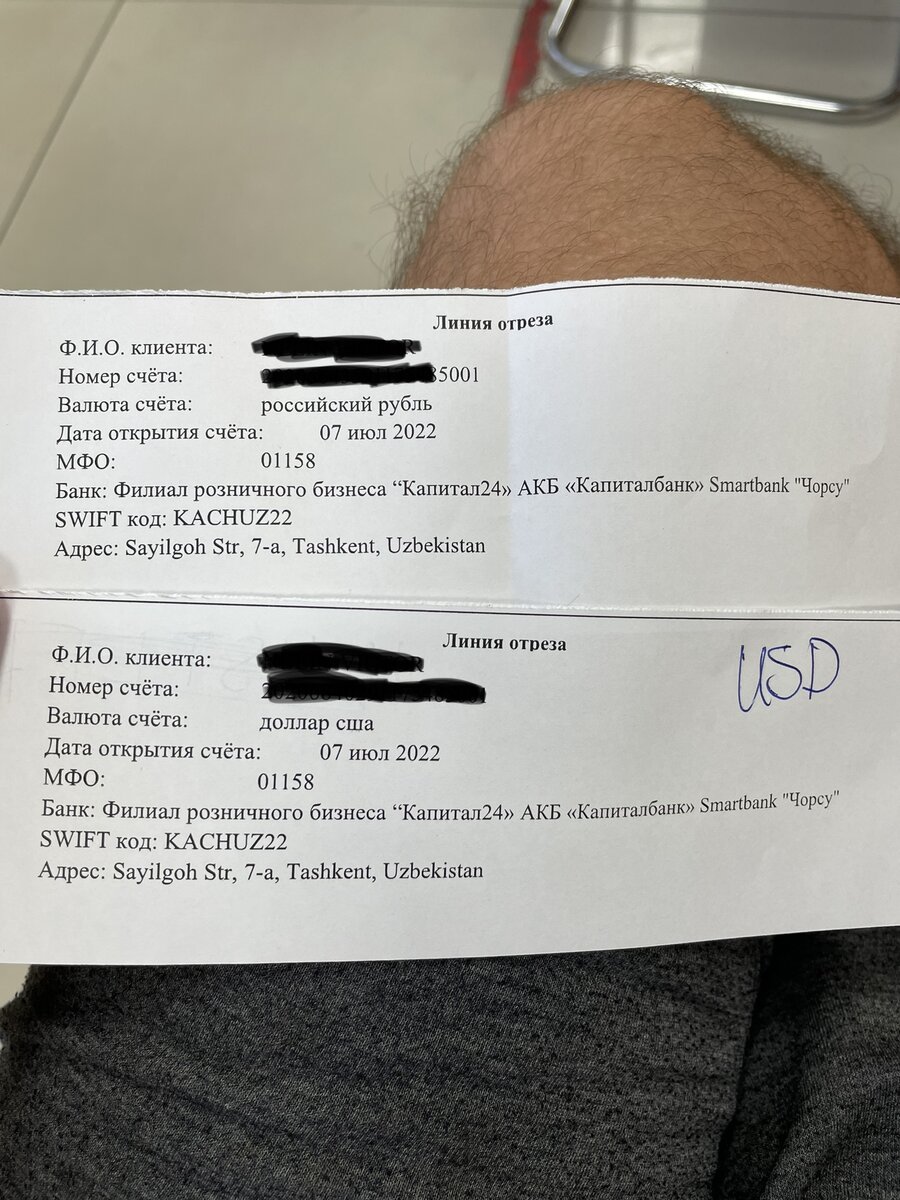 Линия отреза
Ф.И.О. клиента:
Номер счёта: 85001
Валюта счёта: российский рубль
Дата открытия счёта: 07 июл 2022
МФО: 01158
Банк: Филиал розничного бизнеса “Капитал24» АКБ «Капиталбанк» Smartbank "Чорсу"
SWIFT код: KACHUZ22
Адрес: Sayilgoh Str, 7-a, Tashkent, Uzbekistan
Линия отреза
Ф.И.О. клиента:
USD
Номер счёта:
Валюта счёта: доллар сша
Дата открытия счёта: 07 июл 2022
МФО: 01158
Банк: Филиал розничного бизнеса “Капитал24» АКБ «Капиталбанк» Smartbank "Чорсу"
SWIFT код: KACHUZ22
Адрес: Sayilgoh Str, 7-a, Tashkent, Uzbekistan